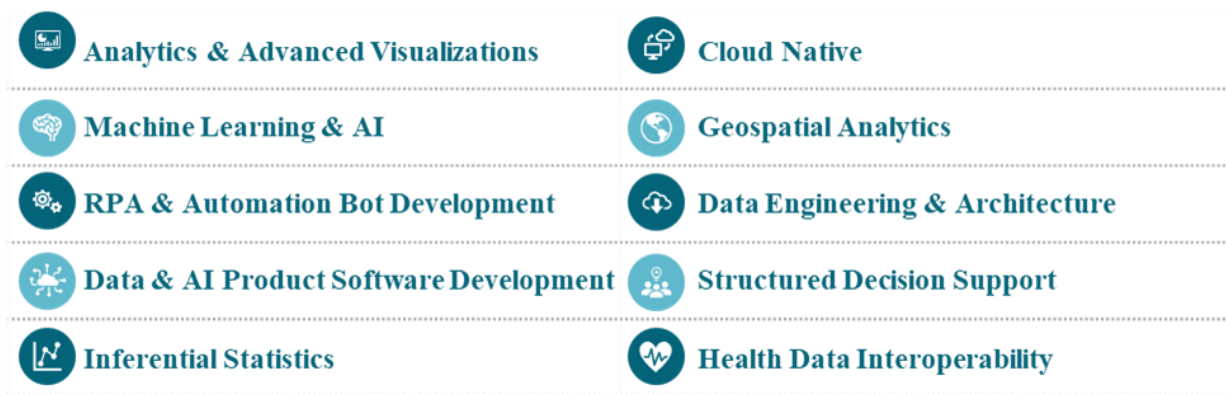 Analytics & Advanced Visualizations
Cloud Native
Machine Learning & AI
Geospatial Analytics
RPA & Automation Bot Development
Data Engineering & Architecture
Data & AI Product Software Development
Structured Decision Support
Inferential Statistics
Health Data Interoperability